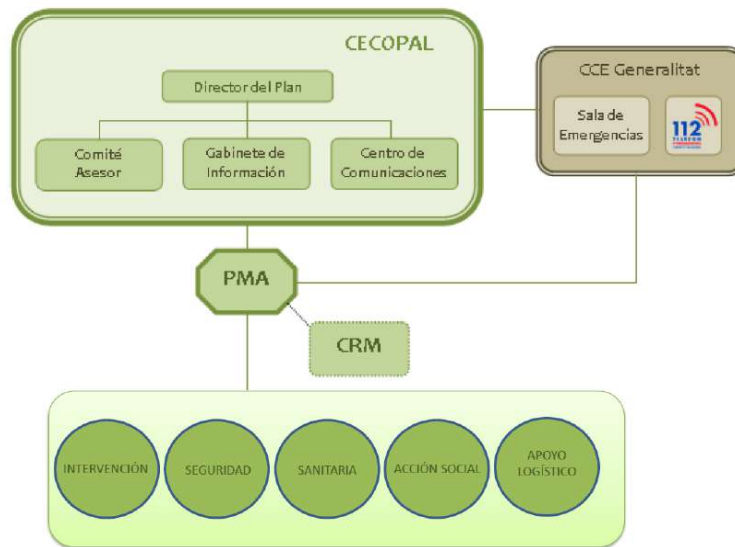 CECOPAL
Director del Plan
Comité
Asesor
Gabinete de
Información
Centro de
Comunicaciones
CCE Generalitat
Sala de
Emergencias
112
PMA
CRM
INTERVENCIÓN
SEGURIDAD
SANITARIA
ACCIÓN SOCIAL
APOYO
LOGÍSTICO